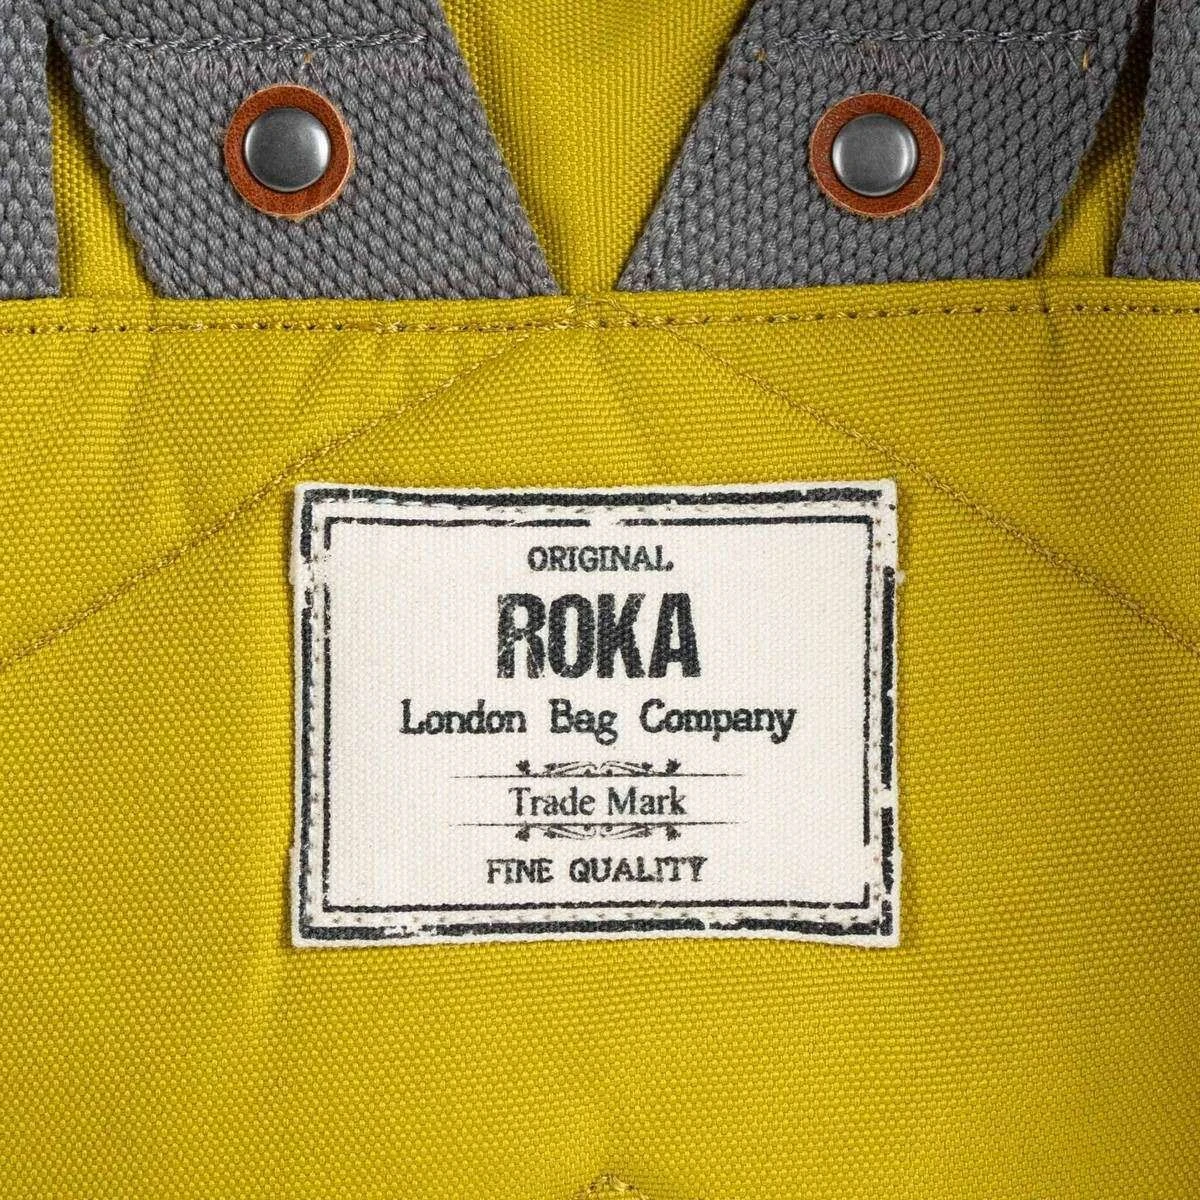 ORIGINAL
ROKA
London Bag Company
Trade Mark
FINE QUALITY